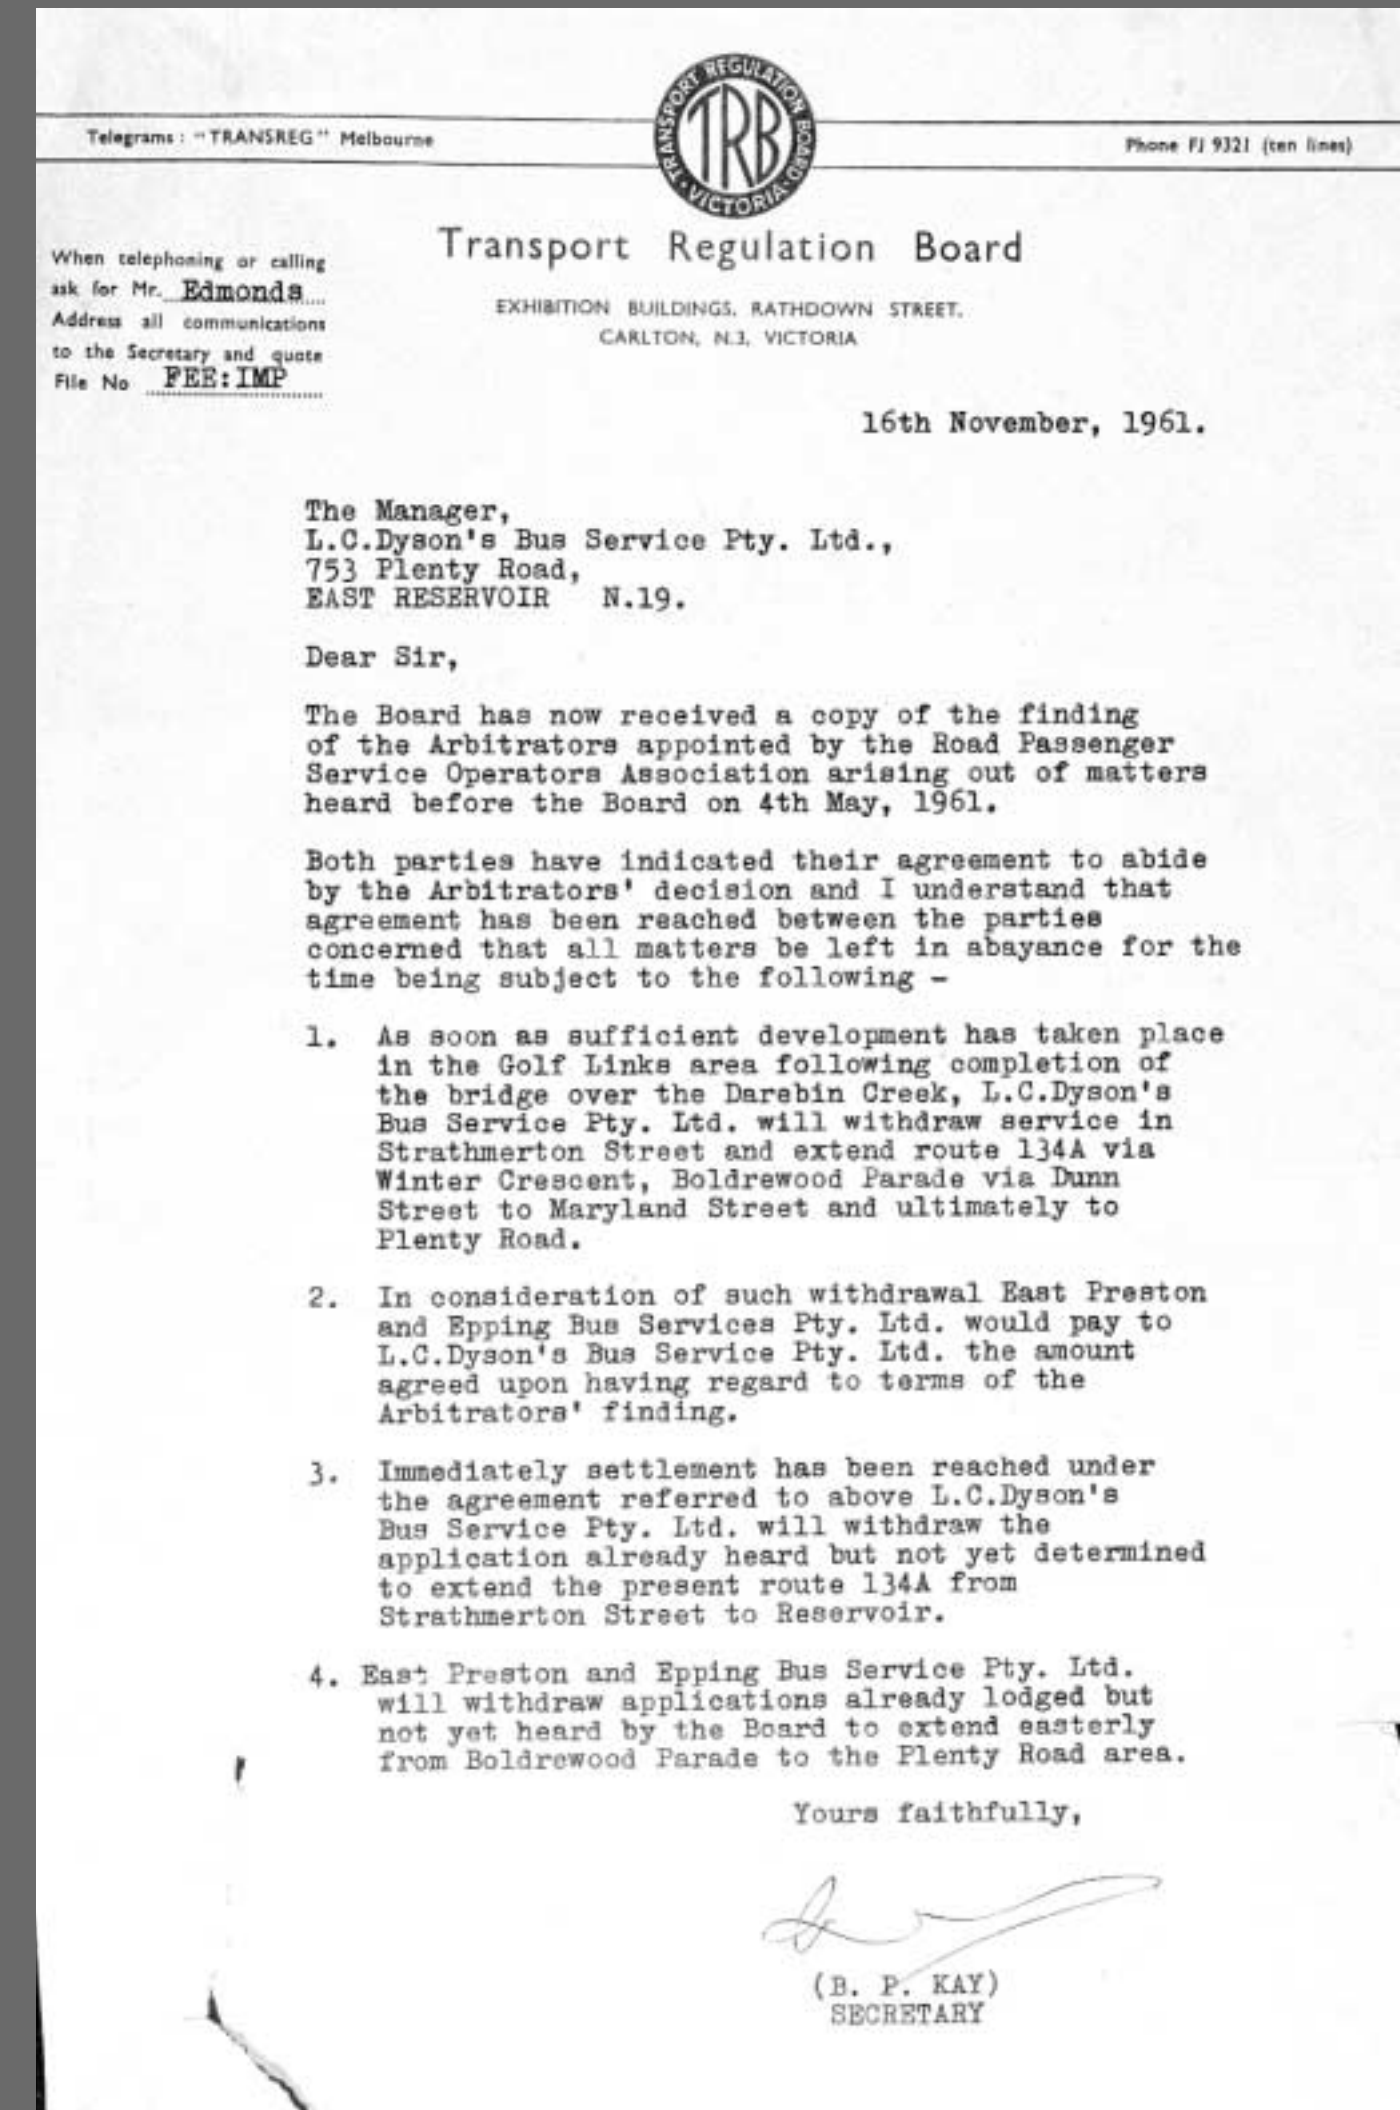 TRANSPORT REGULATION BOARD
TRB
VICTORIA
Telegrams : "TRANSREG" Melbourne
Phone FJ 9321 (ten lines)
Transport Regulation Board
EXHIBITION BUILDINGS, RATHDOWN STREET,
CARLTON, N.3, VICTORIA
When telephoning or calling
ask for Mr. Edmonds
Address all communications
to the Secretary and quote
File No FEE:IMP
16th November, 1961.
The Manager,
L.C.Dyson's Bus Service Pty. Ltd.,
753 Plenty Road,
EAST RESERVOIR N.19.
Dear Sir,
The Board has now received a copy of the finding
of the Arbitrators appointed by the Road Passenger
Service Operators Association arising out of matters
heard before the Board on 4th May, 1961.
Both parties have indicated their agreement to abide
by the Arbitrators' decision and I understand that
agreement has been reached between the parties
concerned that all matters be left in abayance for the
time being subject to the following -
1. As soon as sufficient development has taken place
in the Golf Links area following completion of
the bridge over the Darebin Creek, L.C.Dyson's
Bus Service Pty. Ltd. will withdraw service in
Strathmerton Street and extend route 134A via
Winter Crescent, Boldrewood Parade via Dunn
Street to Maryland Street and ultimately to
Plenty Road.
2. In consideration of such withdrawal East Preston
and Epping Bus Services Pty. Ltd. would pay to
L.C.Dyson's Bus Service Pty. Ltd. the amount
agreed upon having regard to terms of the
Arbitrators' finding.
3. Immediately settlement has been reached under
the agreement referred to above L.C.Dyson's
Bus Service Pty. Ltd. will withdraw the
application already heard but not yet determined
to extend the present route 134A from
Strathmerton Street to Reservoir.
4. East Preston and Epping Bus Service Pty. Ltd.
will withdraw applications already lodged but
not yet heard by the Board to extend easterly
from Boldrewood Parade to the Plenty Road area.
Yours faithfully,
(B. P. KAY)
SECRETARY